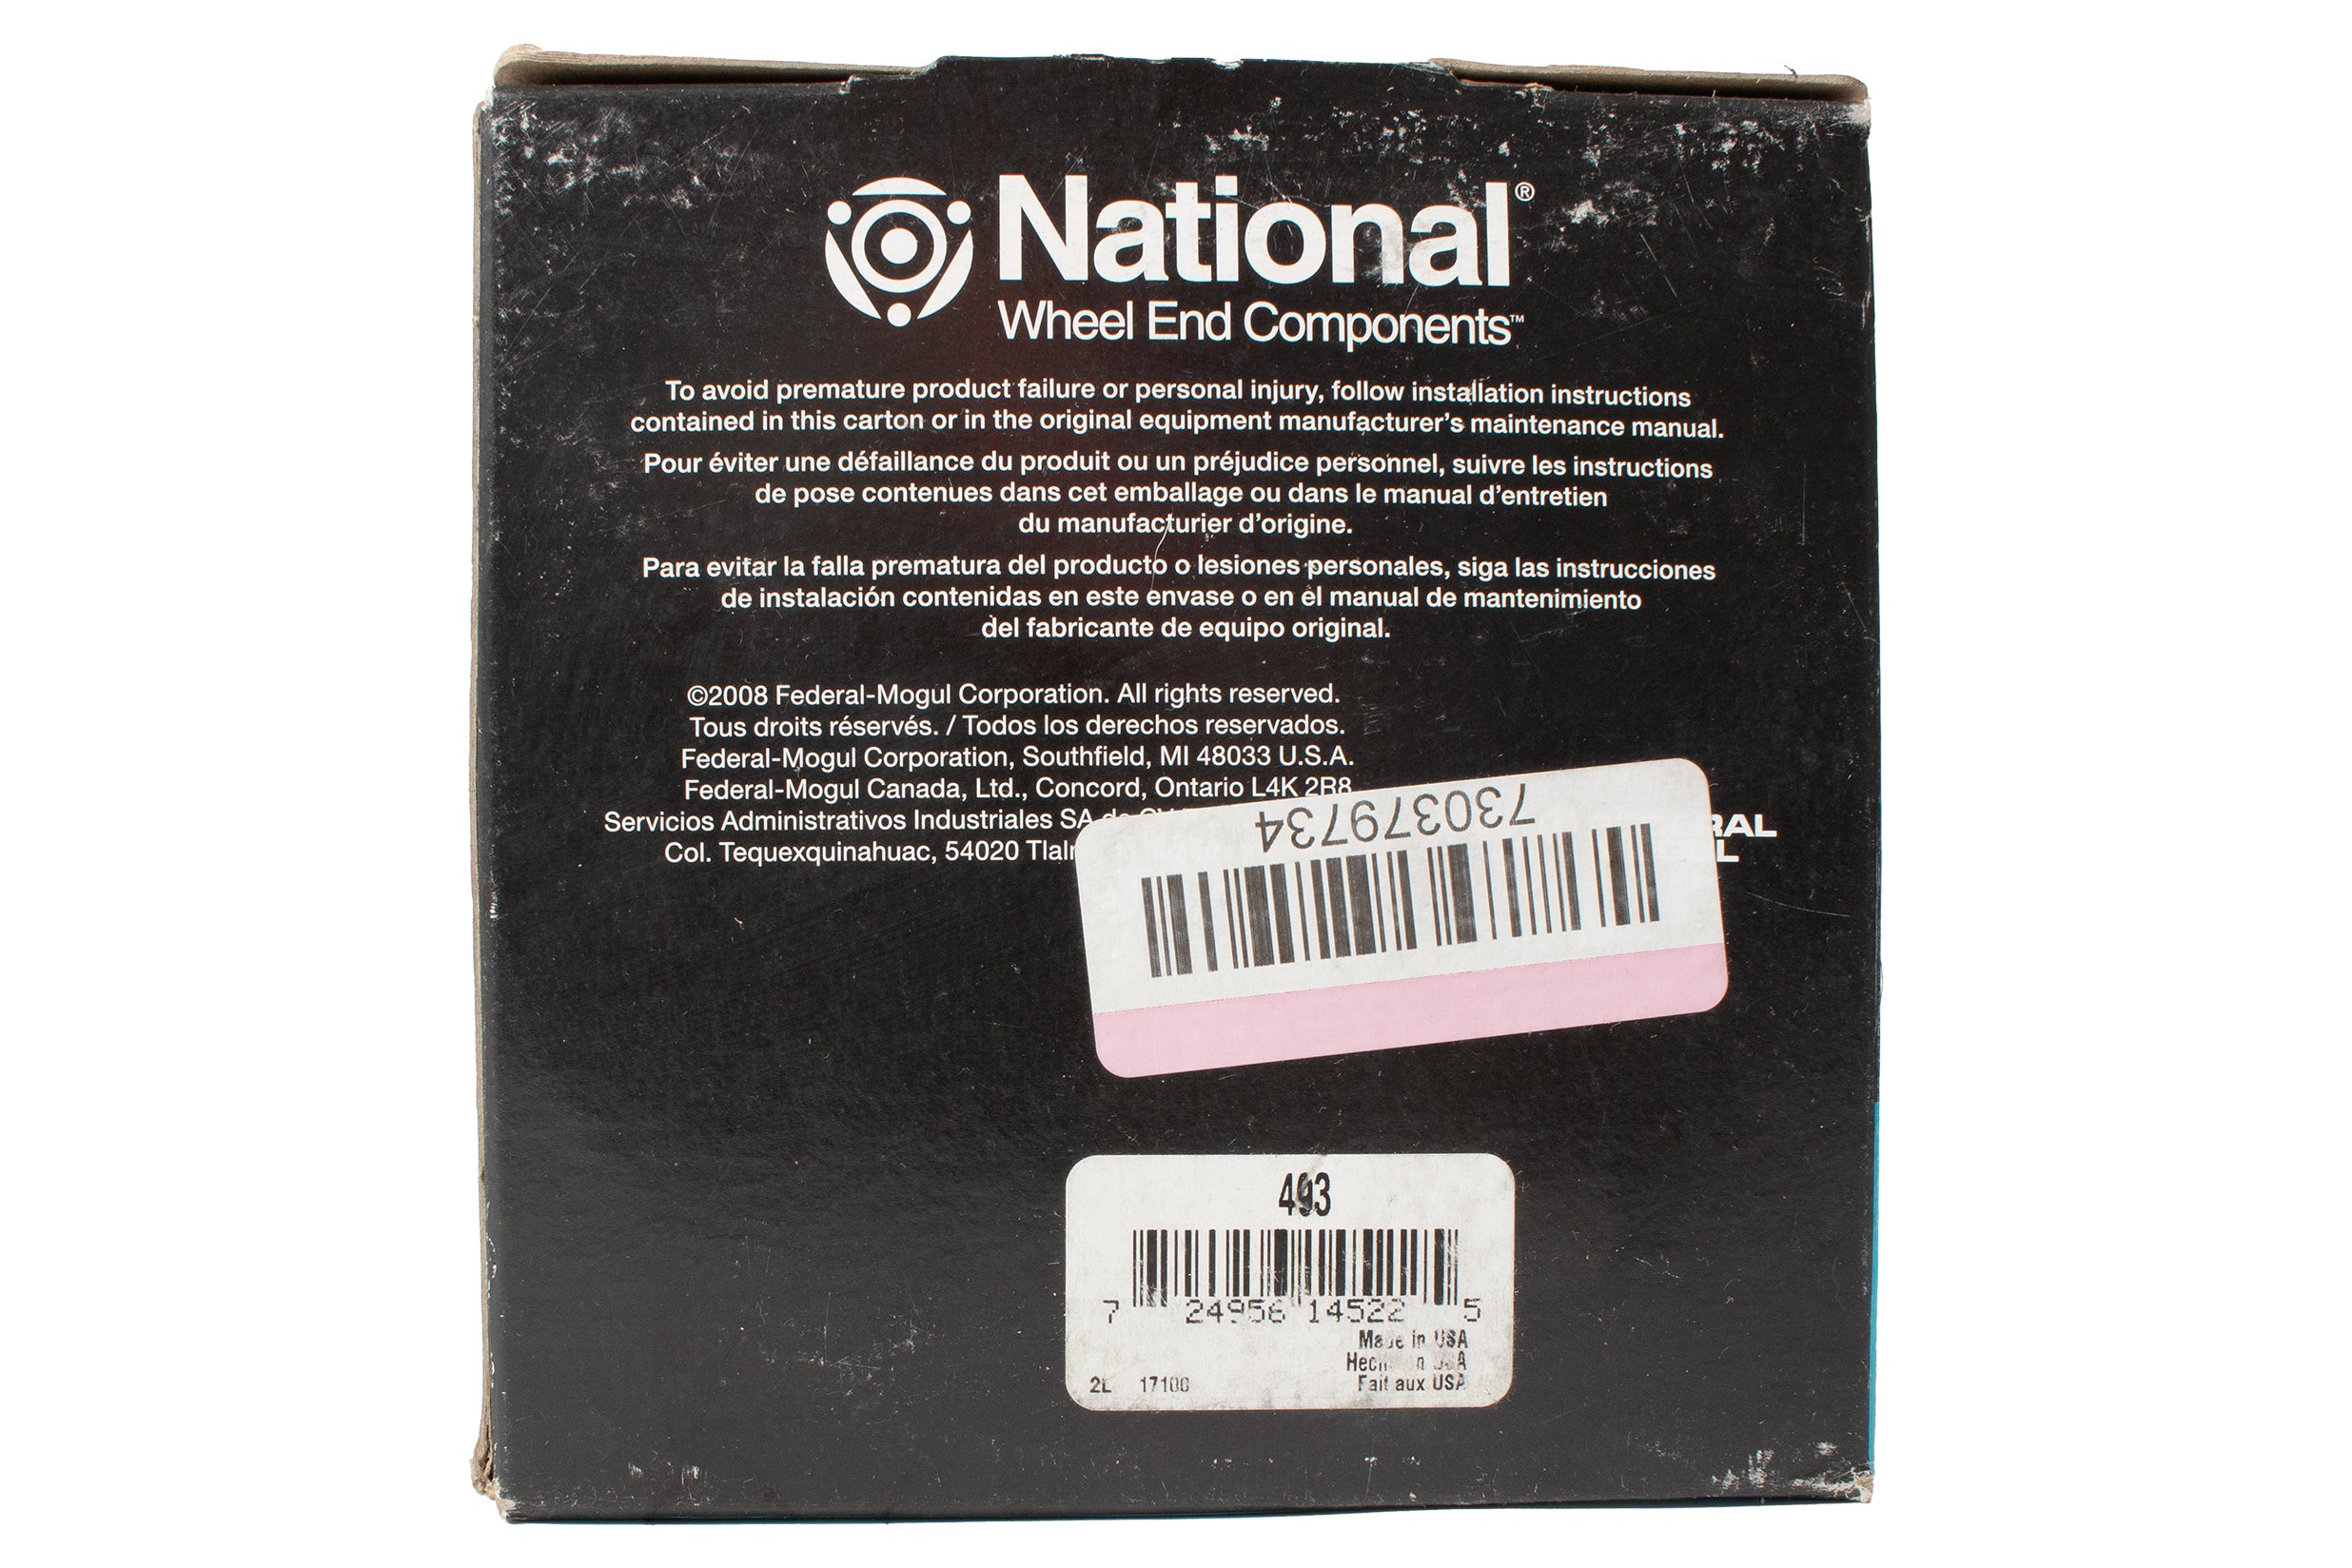 National®
Wheel End Components™
To avoid premature product failure or personal injury, follow installation instructions
contained in this carton or in the original equipment manufacturer's maintenance manual.
Pour éviter une défaillance du produit ou un préjudice personnel, suivre les instructions
de pose contenues dans cet emballage ou dans le manual d'entretien
du manufacturier d'origine.
Para evitar la falla prematura del producto o lesiones personales, siga las instrucciones
de instalación contenidas en este envase o en el manual de mantenimiento
del fabricante de equipo original.
©2008 Federal-Mogul Corporation. All rights reserved.
Tous droits réservés. / Todos los derechos reservados.
Federal-Mogul Corporation, Southfield, MI 48033 U.S.A.
Federal-Mogul Canada, Ltd., Concord, Ontario L4K 2R8
Servicios Administrativos Industriales SA de
Col. Tequexquinahuac, 54020
730379734
493
7 24956 14522 5
Made in USA
Fait aux USA
2L 17100